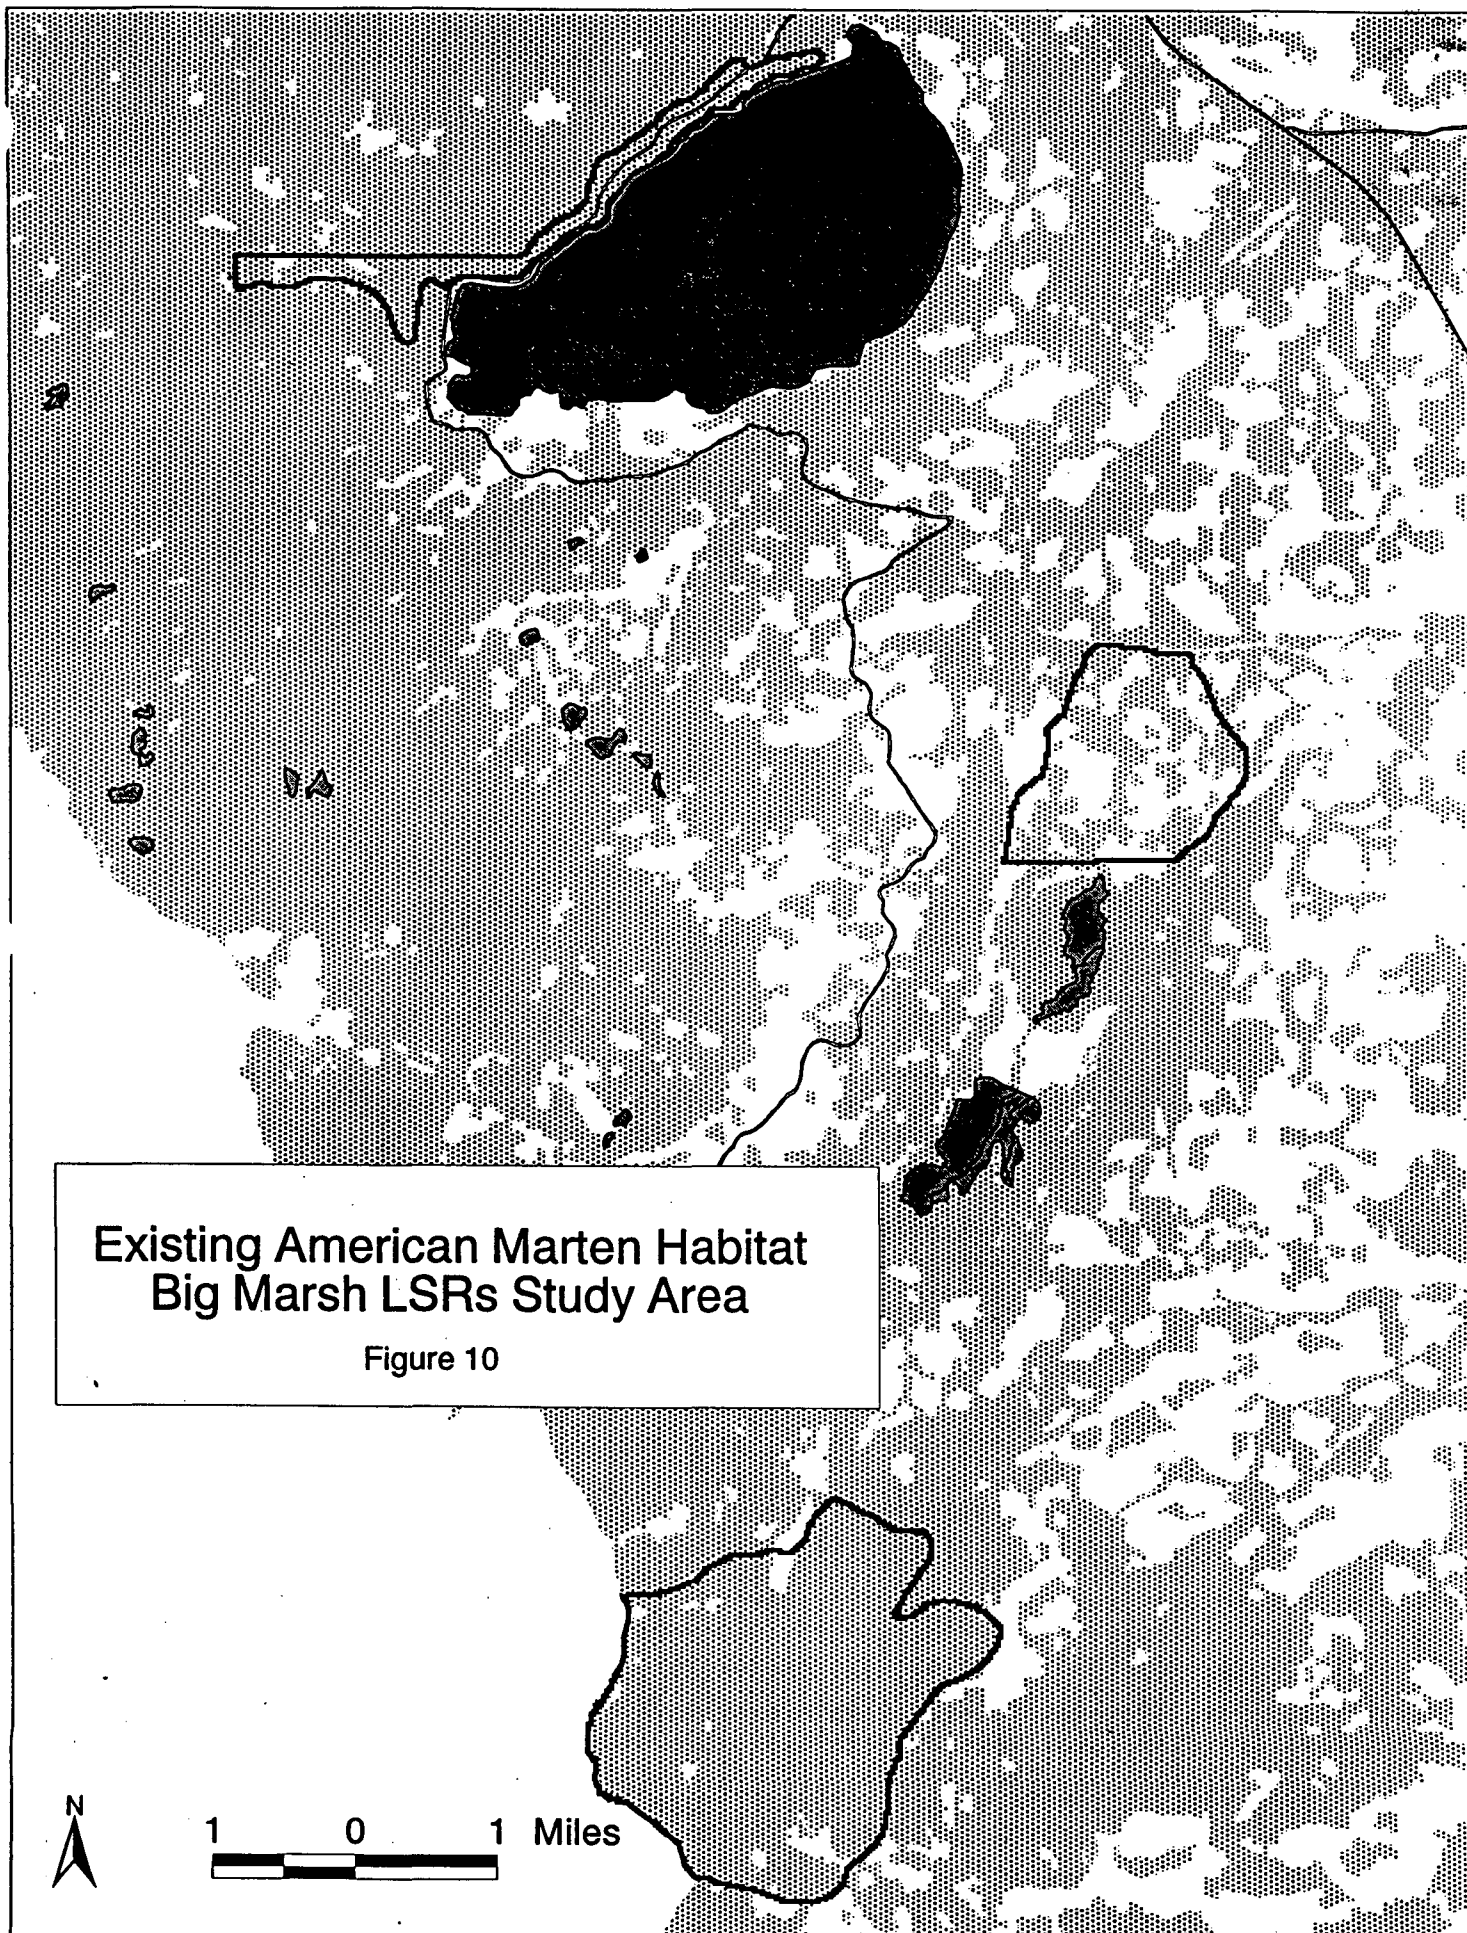 Existing American Marten Habitat
Big Marsh LSRs Study Area
Figure 10
N
1 0 1 Miles